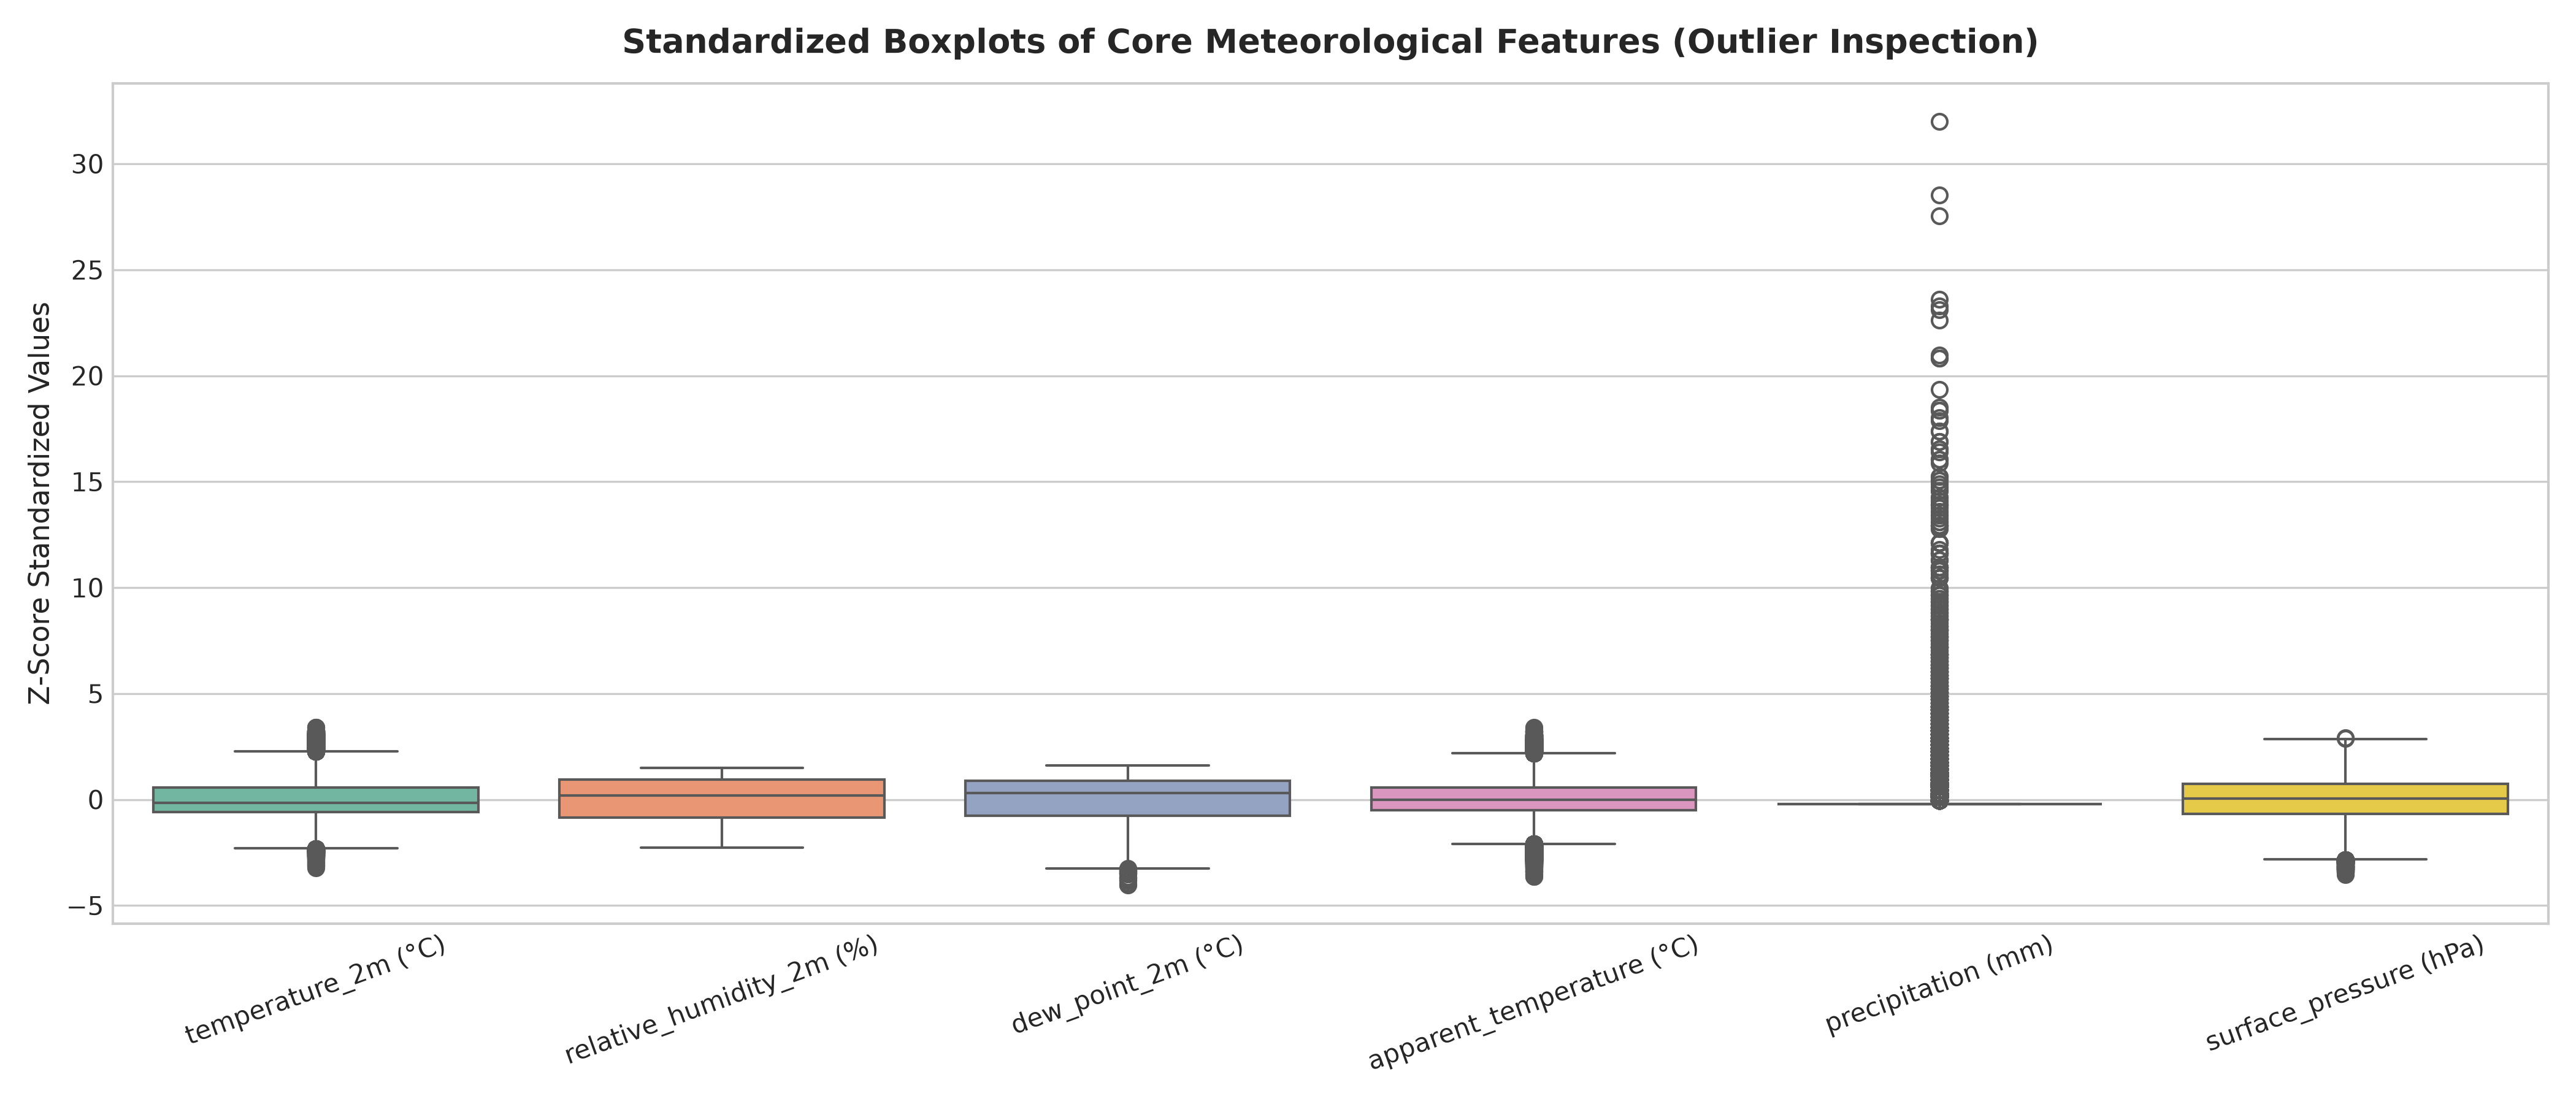 Standardized Boxplots of Core Meteorological Features (Outlier Inspection)
Z-Score Standardized Values
30
25
20
15
10
5
0
−5
temperature_2m (°C)
relative_humidity_2m (%)
dew_point_2m (°C)
apparent_temperature (°C)
precipitation (mm)
surface_pressure (hPa)